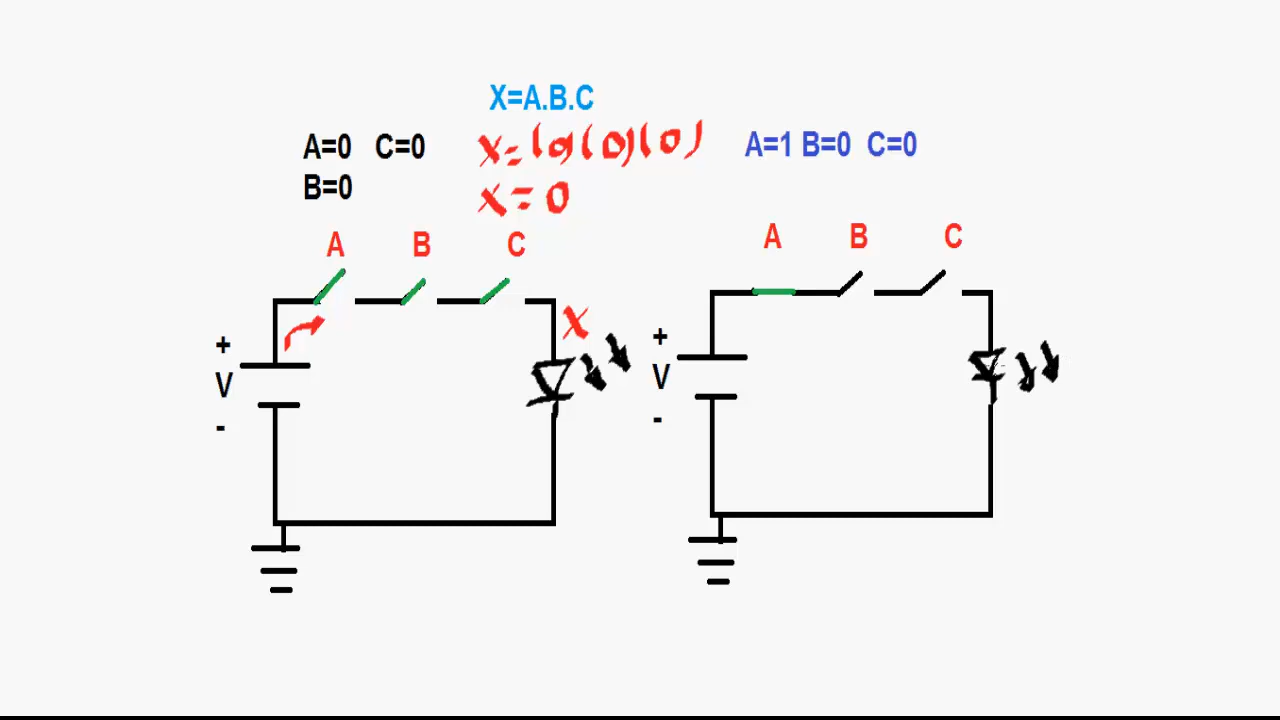 X=A.B.C
A=0 C=0
B=0
x=(0)(0)(0)
x=0
A=1 B=0 C=0
A B C
X
+
V
-
A B C
+
V
-